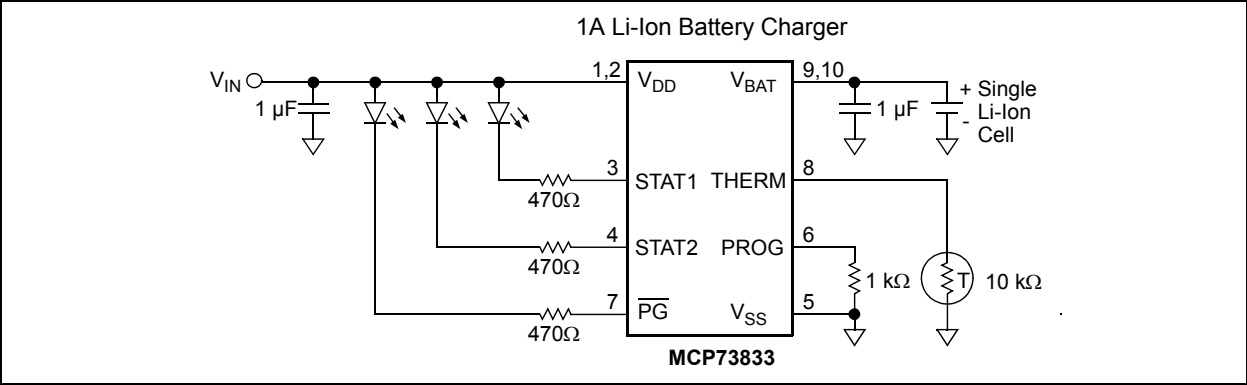 1A Li-Ion Battery Charger
VIN
1 µF
1,2
VDD
VBAT
9,10
1 µF
+ Single
- Li-Ion
Cell
3
STAT1
470Ω
THERM
8
4
STAT2
470Ω
PROG
6
1 kΩ
T
10 kΩ
7
PG
470Ω
VSS
5
MCP73833